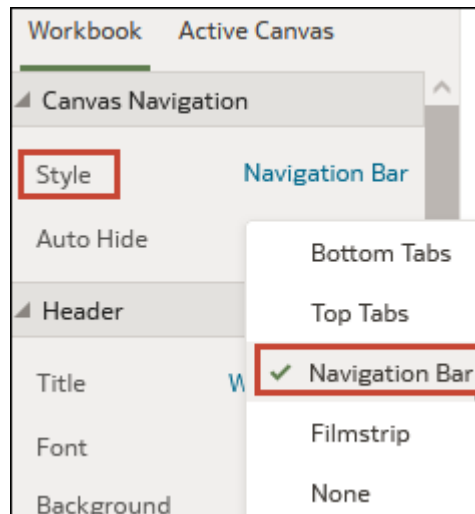 Workbook Active Canvas
Canvas Navigation
Style Navigation Bar
Auto Hide
Bottom Tabs
Header
Top Tabs
Title W
Navigation Bar
Font
Filmstrip
Background
None